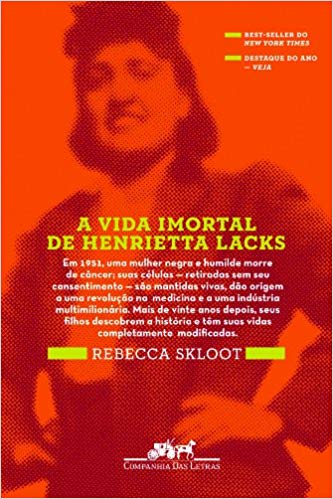 BEST-SELLER DO
NEW YORK TIMES
DESTAQUE DO ANO
— VEJA
A VIDA IMORTAL
DE HENRIETTA LACKS
Em 1951, uma mulher negra e humilde morre
de câncer; suas células — retiradas sem seu
consentimento — são mantidas vivas, dão origem
a uma revolução na medicina e a uma indústria
multimilionária. Mais de vinte anos depois, seus
filhos descobrem a história e têm suas vidas
completamente modificadas.
REBECCA SKLOOT
COMPANHIA DAS LETRAS